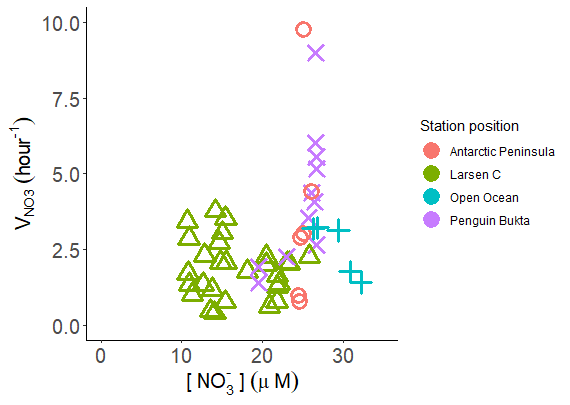 10.0
7.5
5.0
2.5
0.0
V_NO3 (hour⁻¹)
0 10 20 30
[ NO₃⁻ ] (μ M)
Station position
Antarctic Peninsula
Larsen C
Open Ocean
Penguin Bukta